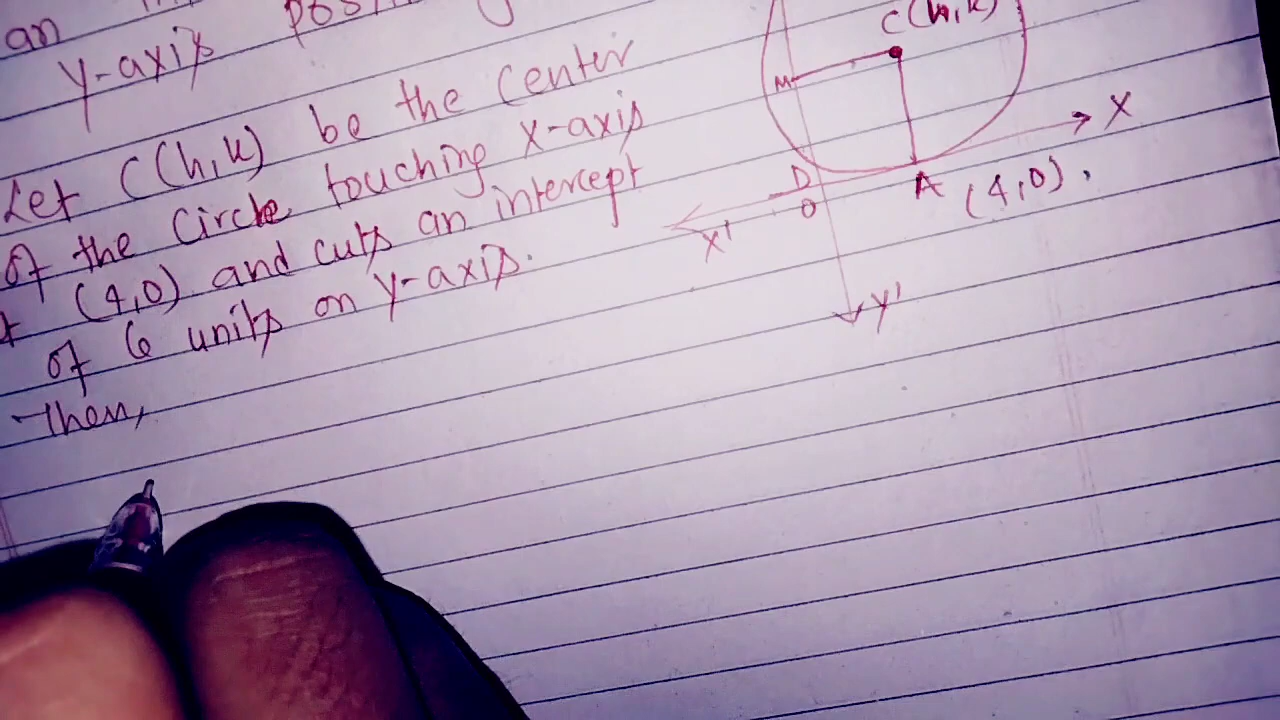 an
y-axis
Let C(h,k) be the center
of the Circle touching X-axis
(4,0) and cuts an intercept
of 6 units on y-axis.
Then,
C(h,k)
M
X
D
A (4,0).
O
X'
Y'